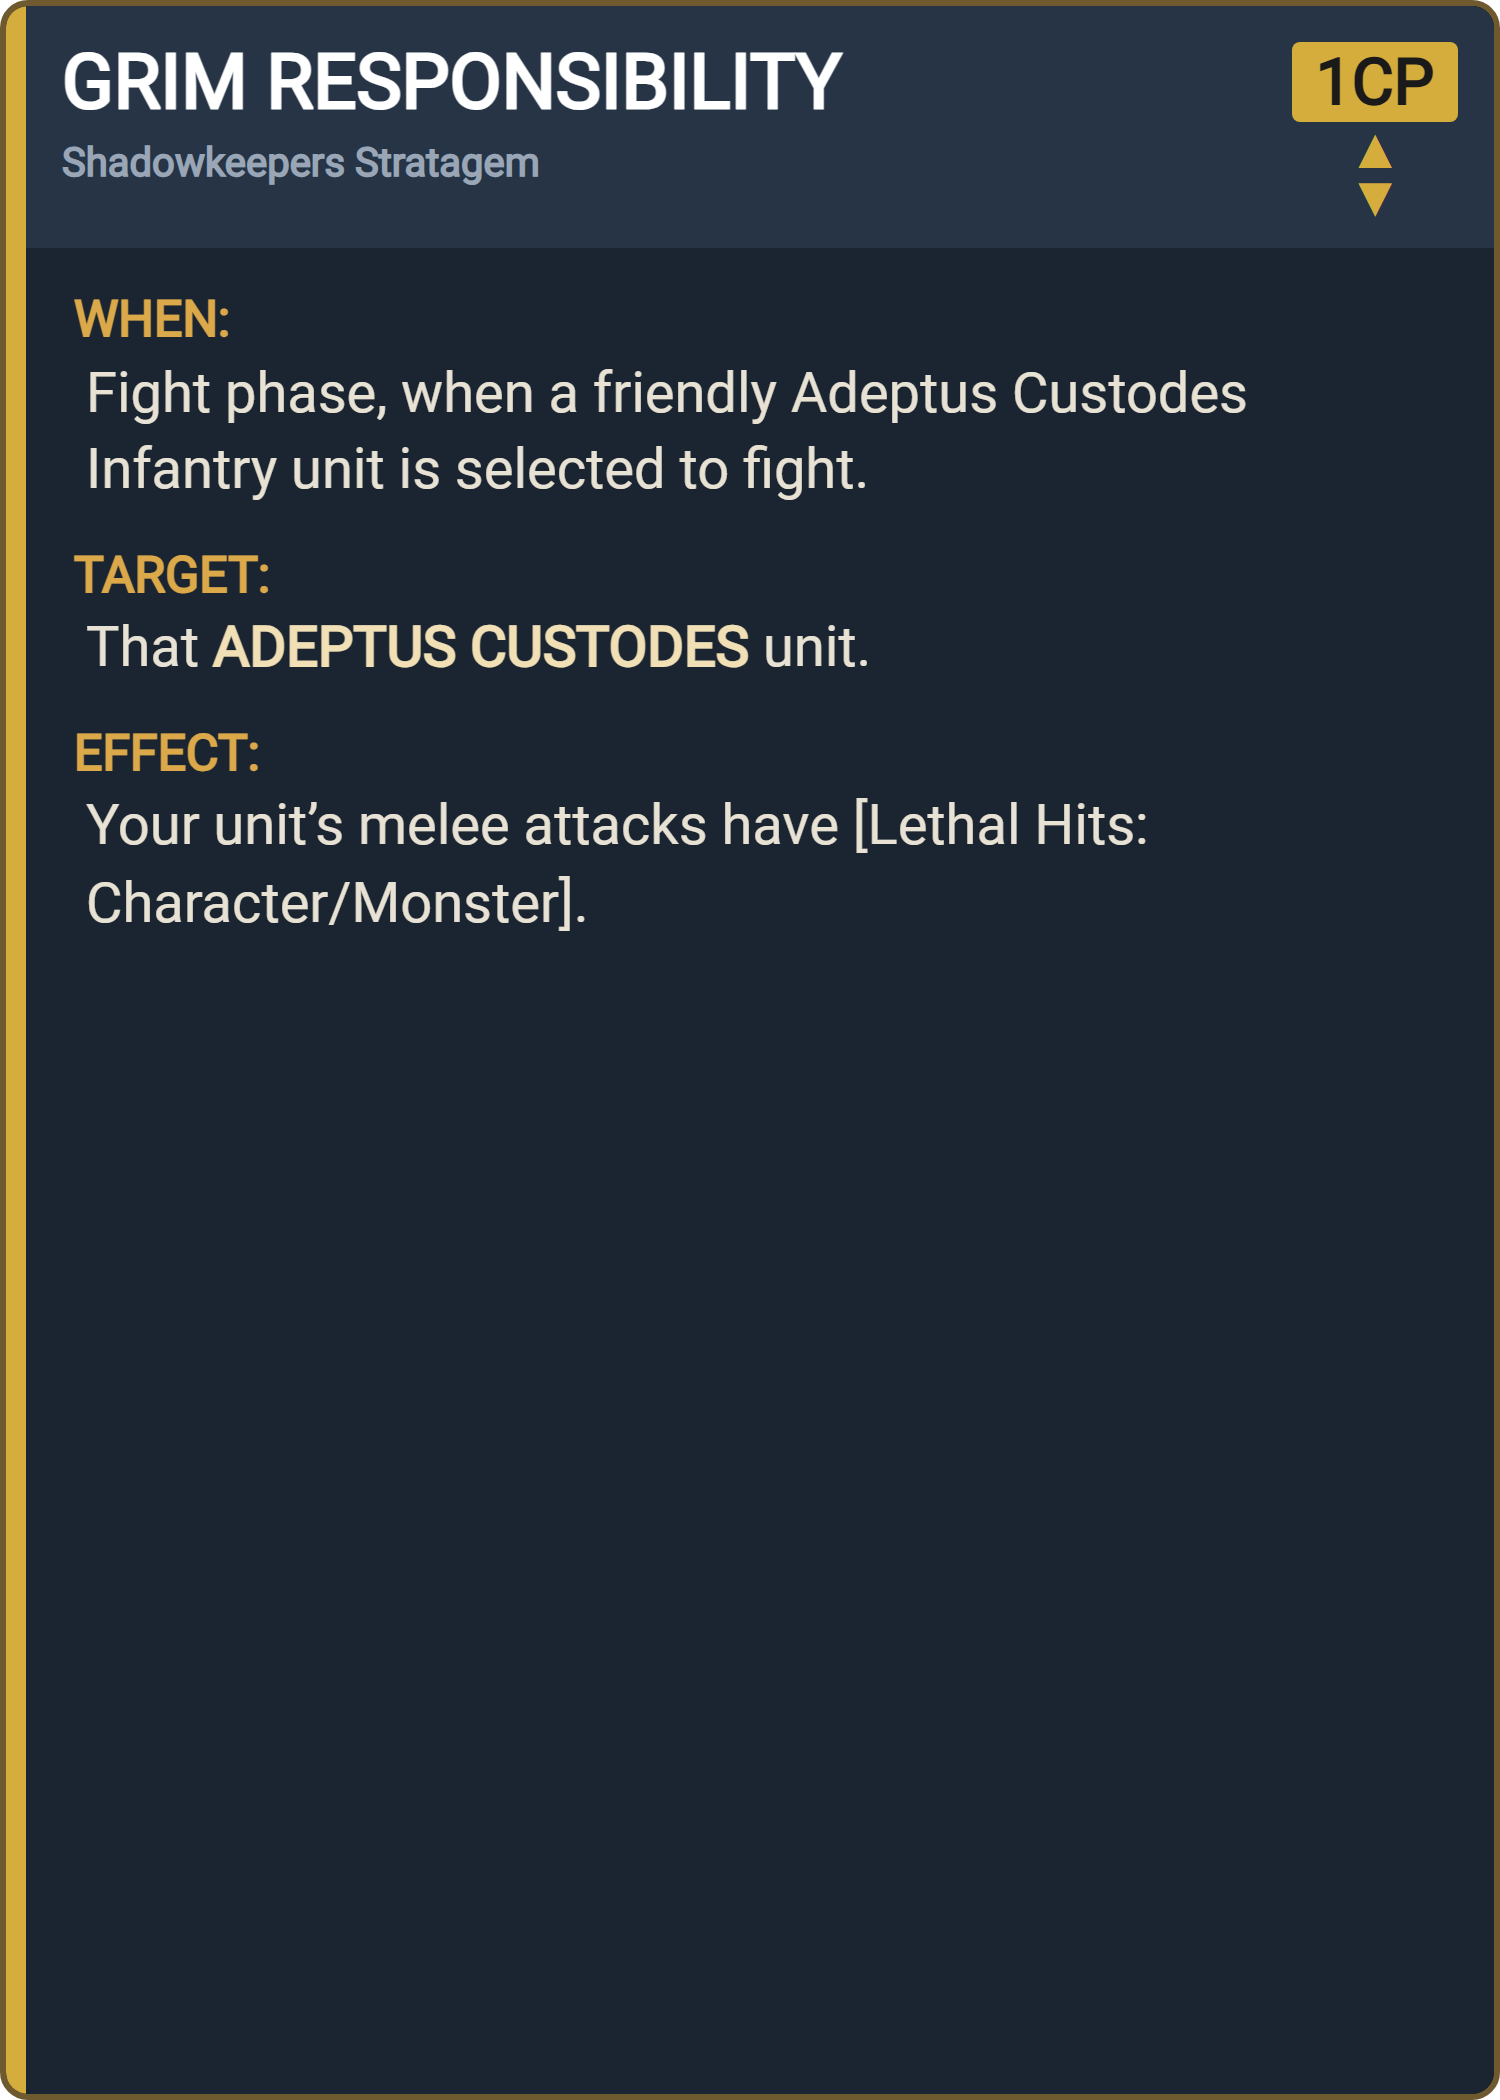 GRIM RESPONSIBILITY
1CP
Shadowkeepers Stratagem
▲
▼
WHEN:
Fight phase, when a friendly Adeptus Custodes
Infantry unit is selected to fight.
TARGET:
That ADEPTUS CUSTODES unit.
EFFECT:
Your unit’s melee attacks have [Lethal Hits:
Character/Monster].